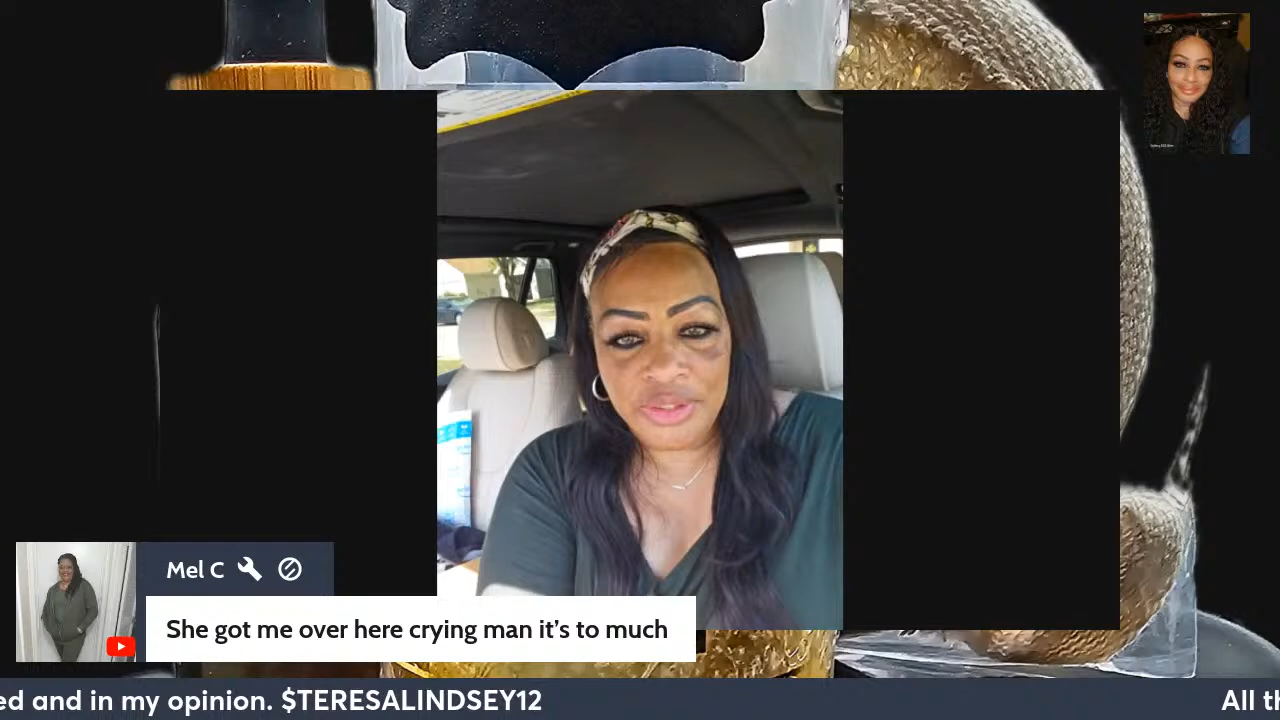 Mel C
She got me over here crying man it’s to much
ed and in my opinion. $TERESALINDSEY12
All th